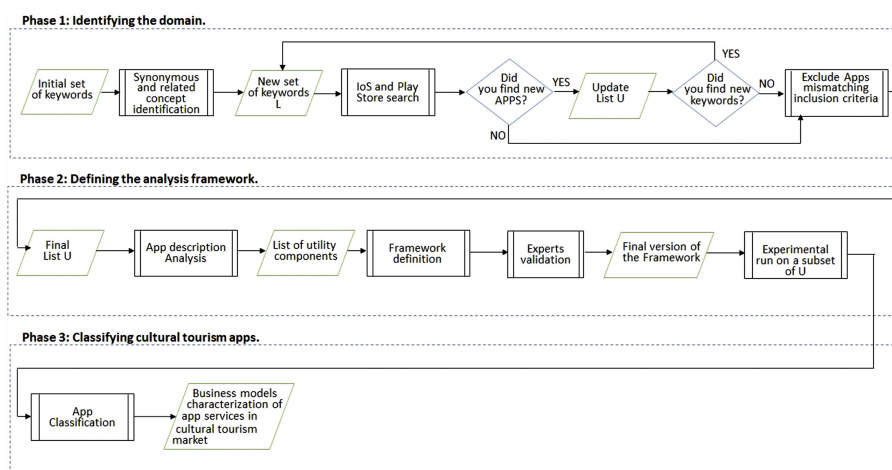 Phase 1: Identifying the domain.
Initial set
of keywords
Synonymous
and related
concept
identification
New set
of keywords
L
IoS and Play
Store search
Did
you find new
APPS?
YES
NO
Update
List U
Did
you find new
keywords?
YES
NO
Exclude Apps
mismatching
inclusion criteria
Phase 2: Defining the analysis framework.
Final
List U
App description
Analysis
List of utility
components
Framework
definition
Experts
validation
Final version of
the Framework
Experimental
run on a subset
of U
Phase 3: Classifying cultural tourism apps.
App
Classification
Business models
characterization of
app services in
cultural tourism
market